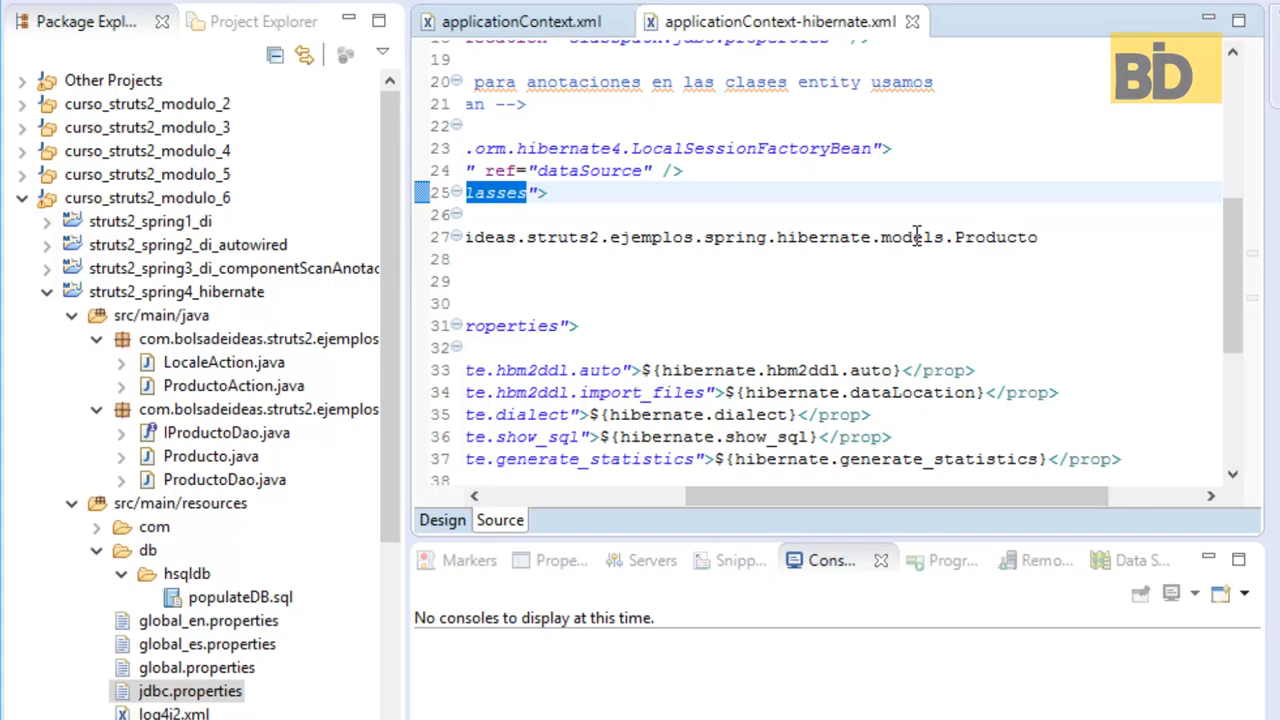 Package Expl...
Project Explorer
Other Projects
curso_struts2_modulo_2
curso_struts2_modulo_3
curso_struts2_modulo_4
curso_struts2_modulo_5
curso_struts2_modulo_6
struts2_spring1_di
struts2_spring2_di_autowired
struts2_spring3_di_componentScanAnotac
struts2_spring4_hibernate
src/main/java
com.bolsadeideas.struts2.ejemplos
LocaleAction.java
ProductoAction.java
com.bolsadeideas.struts2.ejemplos
IProductoDao.java
Producto.java
ProductoDao.java
src/main/resources
com
db
hsqldb
populateDB.sql
global_en.properties
global_es.properties
global.properties
jdbc.properties
log4j2.xml
applicationContext.xml
applicationContext-hibernate.xml
BID
location="classpath:jdbc.properties" />
19
20 para anotaciones en las clases entity usamos
21 an -->
22
23 .orm.hibernate4.LocalSessionFactoryBean">
24 " ref="dataSource" />
25 lasses">
26
27 ideas.struts2.ejemplos.spring.hibernate.models.Producto
28
29
30
31 roperties">
32
33 te.hbm2ddl.auto">${hibernate.hbm2ddl.auto}</prop>
34 te.hbm2ddl.import_files">${hibernate.dataLocation}</prop>
35 te.dialect">${hibernate.dialect}</prop>
36 te.show_sql">${hibernate.show_sql}</prop>
37 te.generate_statistics">${hibernate.generate_statistics}</prop>
38
Design
Source
Markers
Prope...
Servers
Snipp...
Cons...
Progr...
Remo...
Data S...
No consoles to display at this time.